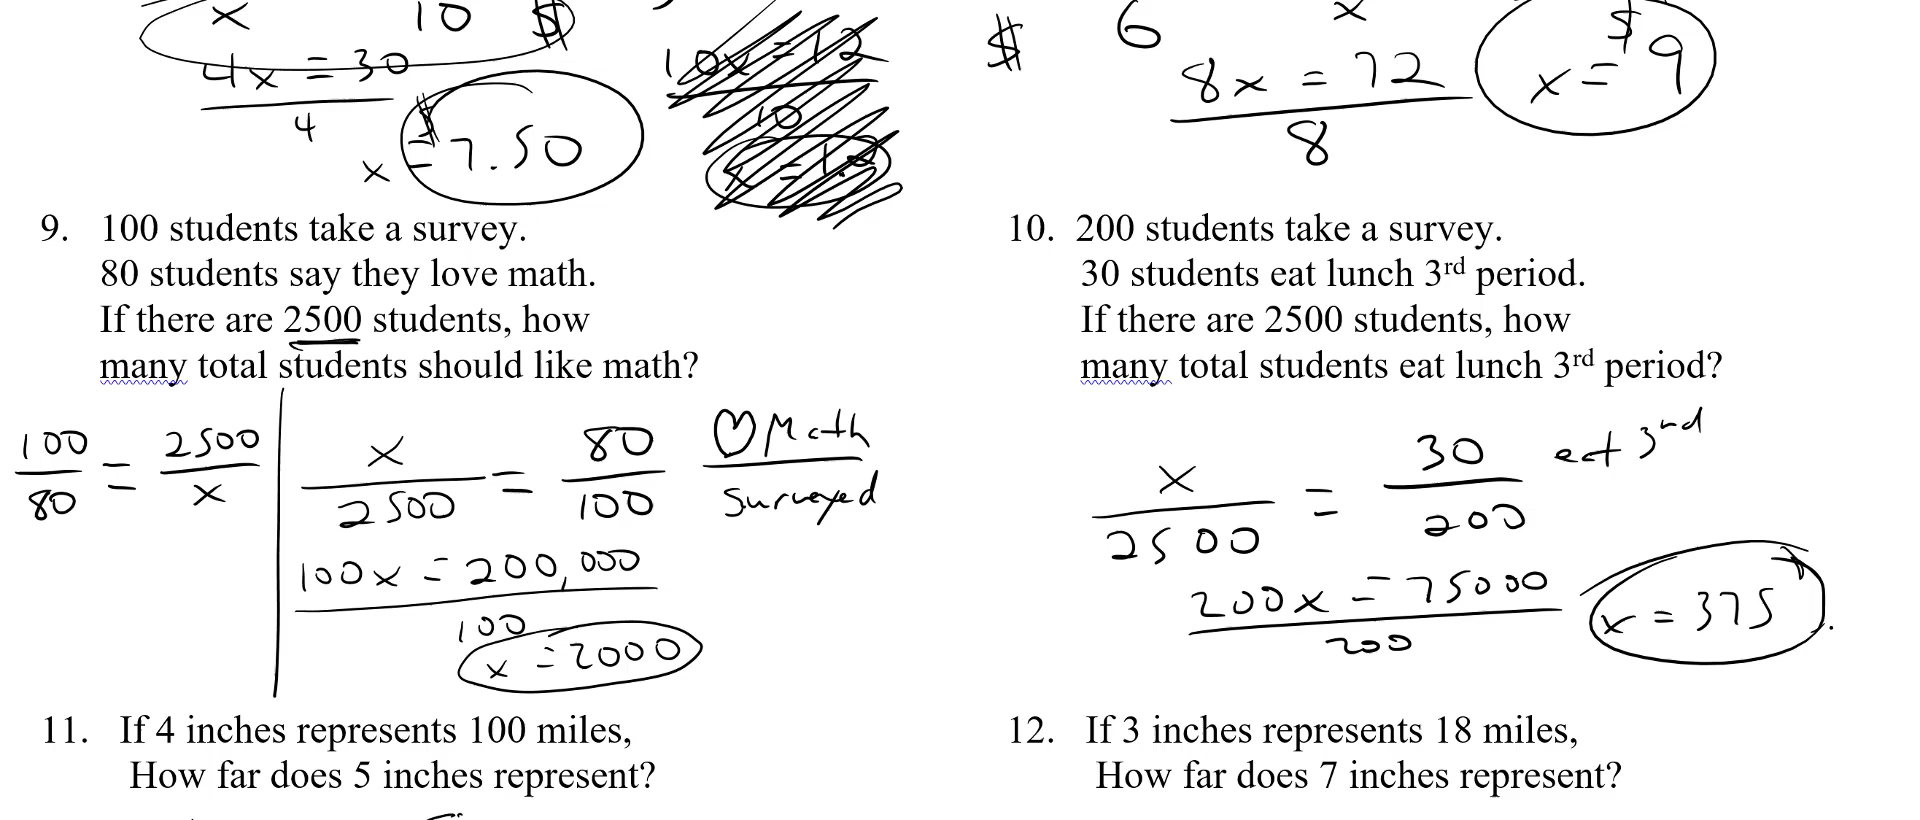 x 10 $
4x = 30
4
x = $ 7.50
10x = 12
10
x = 1.2
$ 6 x
8x = 72
8
x = $ 9
9. 100 students take a survey.
80 students say they love math.
If there are 2500 students, how
many total students should like math?
100/80 = 2500/x
x/2500 = 80/100 ♡ Math / Surveyed
100x = 200,000
100
x = 2000
10. 200 students take a survey.
30 students eat lunch 3rd period.
If there are 2500 students, how
many total students eat lunch 3rd period?
x/2500 = 30/200 eat 3rd
200x = 75000
200
x = 375
11. If 4 inches represents 100 miles,
How far does 5 inches represent?
12. If 3 inches represents 18 miles,
How far does 7 inches represent?